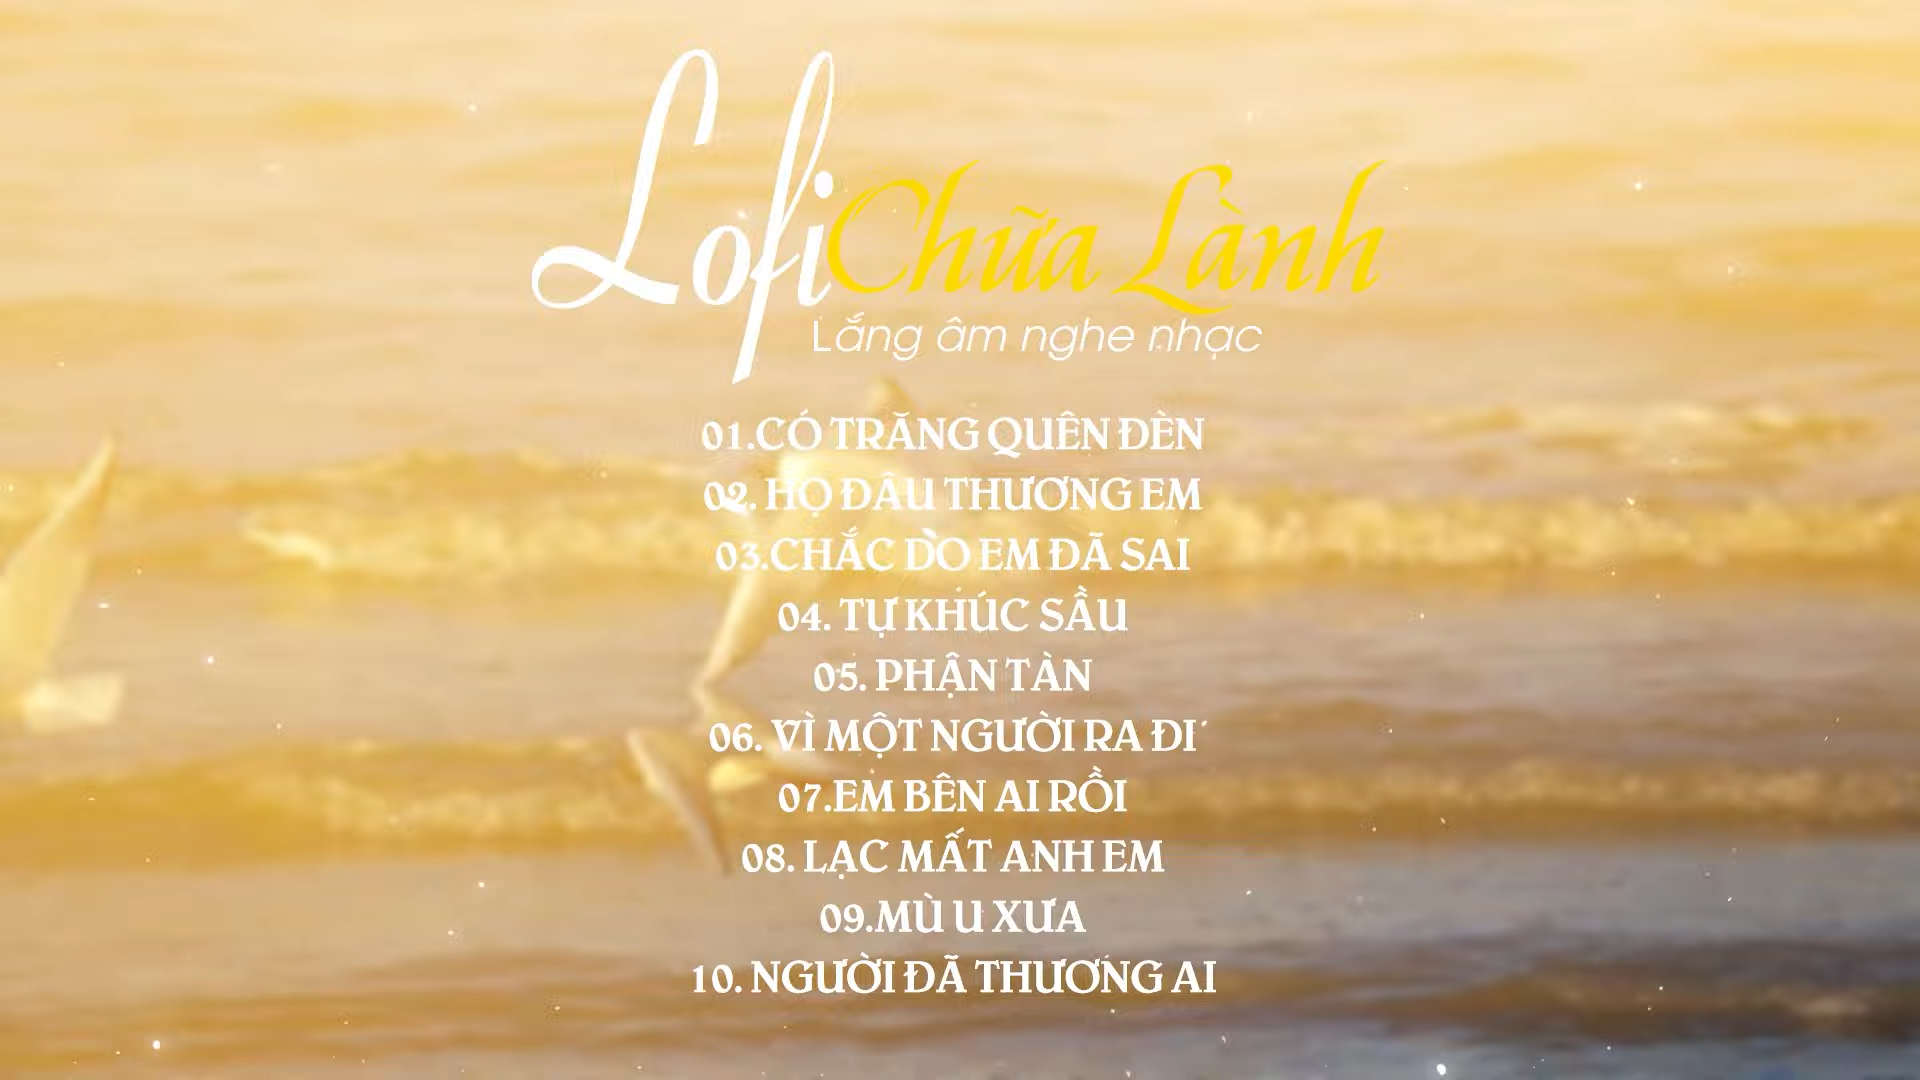 Lofi Chữa Lành
Lắng âm nghe nhạc
01.CÓ TRĂNG QUÊN ĐÈN
02. HỌ ĐÂU THƯƠNG EM
03.CHẮC DO EM ĐÃ SAI
04. TỰ KHÚC SẦU
05. PHẬN TÀN
06. VÌ MỘT NGƯỜI RA ĐI
07.EM BÊN AI RỒI
08. LẠC MẤT ANH EM
09.MÙ U XƯA
10. NGƯỜI ĐÃ THƯƠNG AI